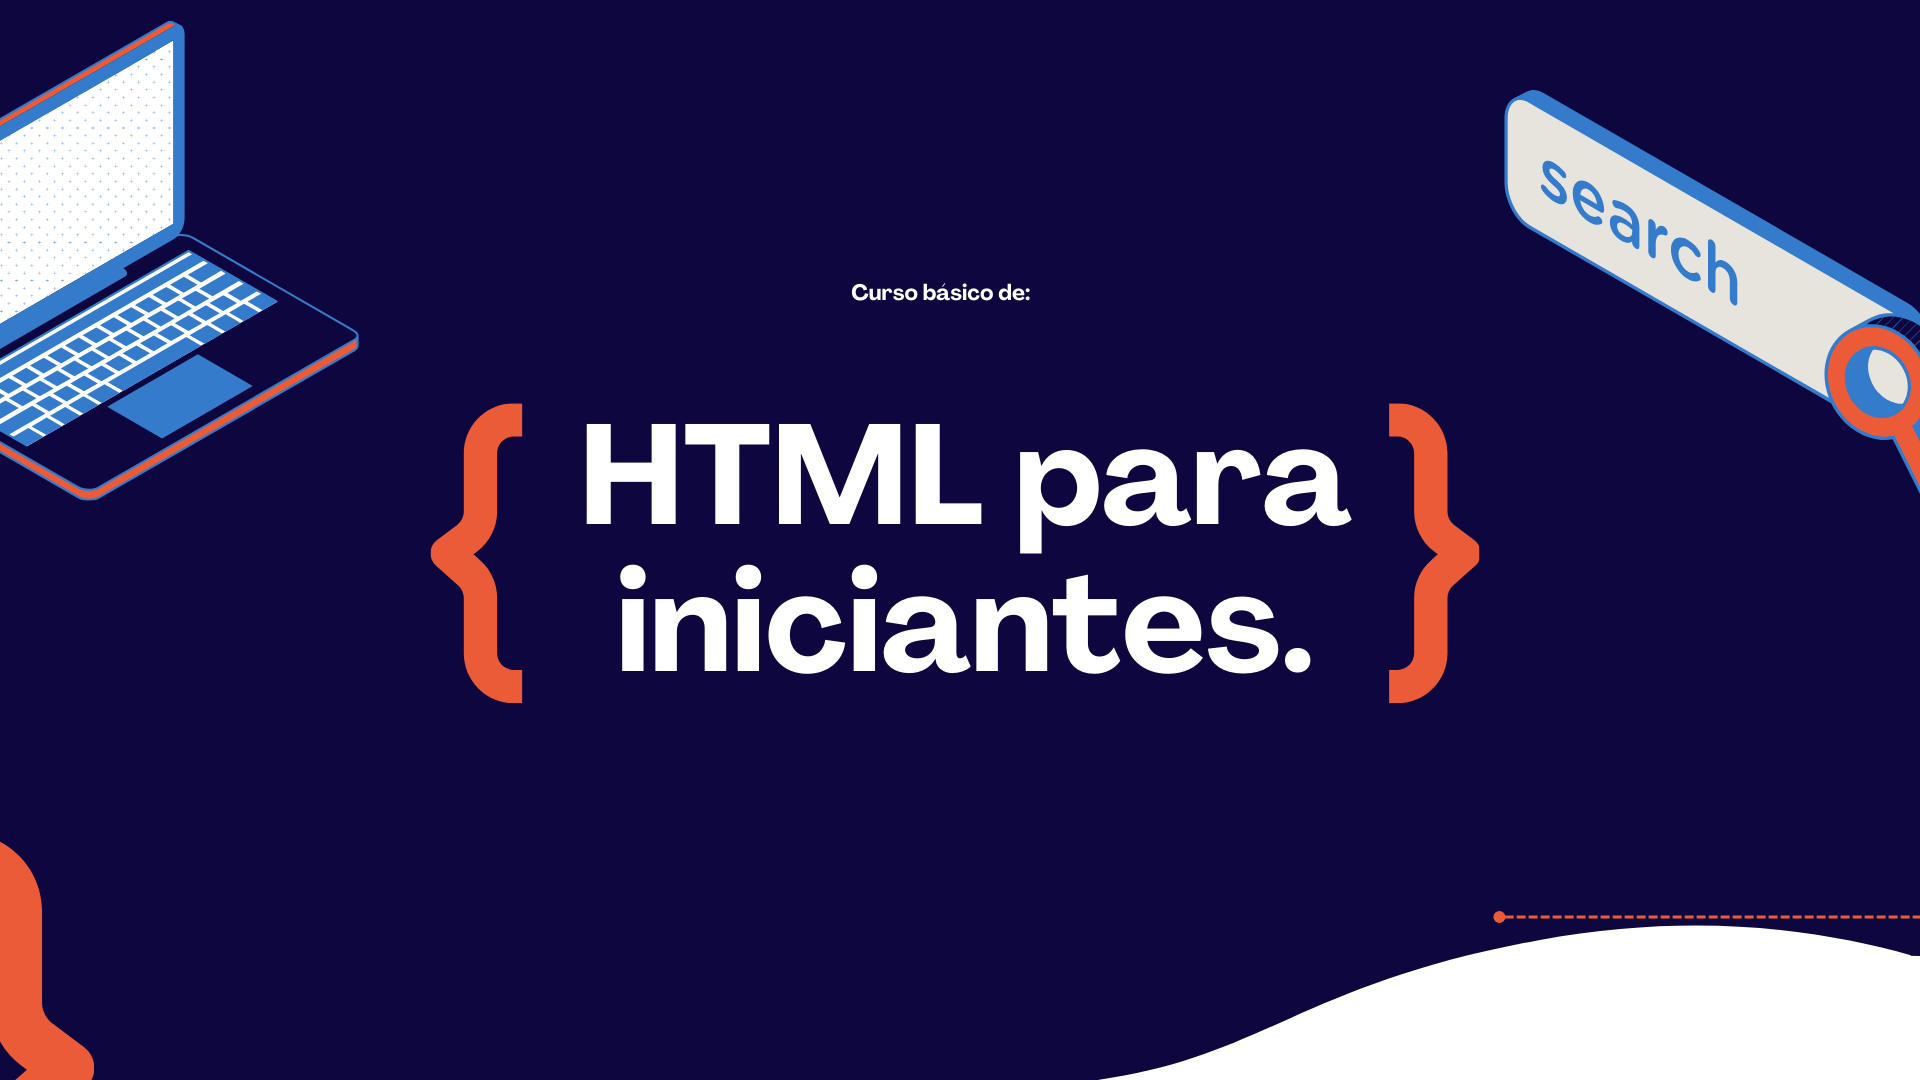 search
Curso básico de:
{ HTML para
iniciantes. }